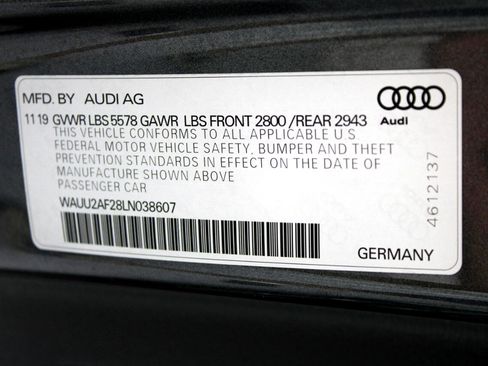 MFD. BY AUDI AG
11 19 GVWR LBS 5578 GAWR LBS FRONT 2800 /REAR 2943
THIS VEHICLE CONFORMS TO ALL APPLICABLE U.S
FEDERAL MOTOR VEHICLE SAFETY, BUMPER AND THEFT
PREVENTION STANDARDS IN EFFECT ON THE DATE OF
MANUFACTURE SHOWN ABOVE
PASSENGER CAR
WAUU2AF28LN038607
Audi
4612137
GERMANY